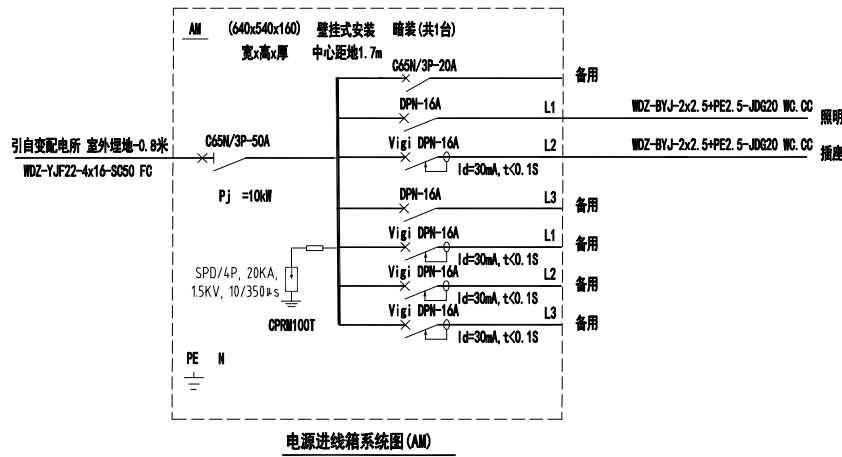 AM (640x540x160) 壁挂式安装 暗装(共1台)
宽x高x厚 中心距地1.7m
C65N/3P-20A 备用
DPN-16A L1 WDZ-BYJ-2x2.5+PE2.5-JDG20 WC.CC 照明
引自变配电所 室外埋地-0.8米 C65N/3P-50A Vigi DPN-16A L2 WDZ-BYJ-2x2.5+PE2.5-JDG20 WC.CC 插座
WDZ-YJF22-4x16-SC50 FC Id=30mA,t<0.1S
Pj =10kW DPN-16A L3 备用
Vigi DPN-16A L1 备用
Id=30mA,t<0.1S
SPD/4P, 20KA,
1.5KV, 10/350μs
Vigi DPN-16A L2 备用
Id=30mA,t<0.1S
CPRM100T Vigi DPN-16A L3 备用
Id=30mA,t<0.1S
PE N
电源进线箱系统图(AM)